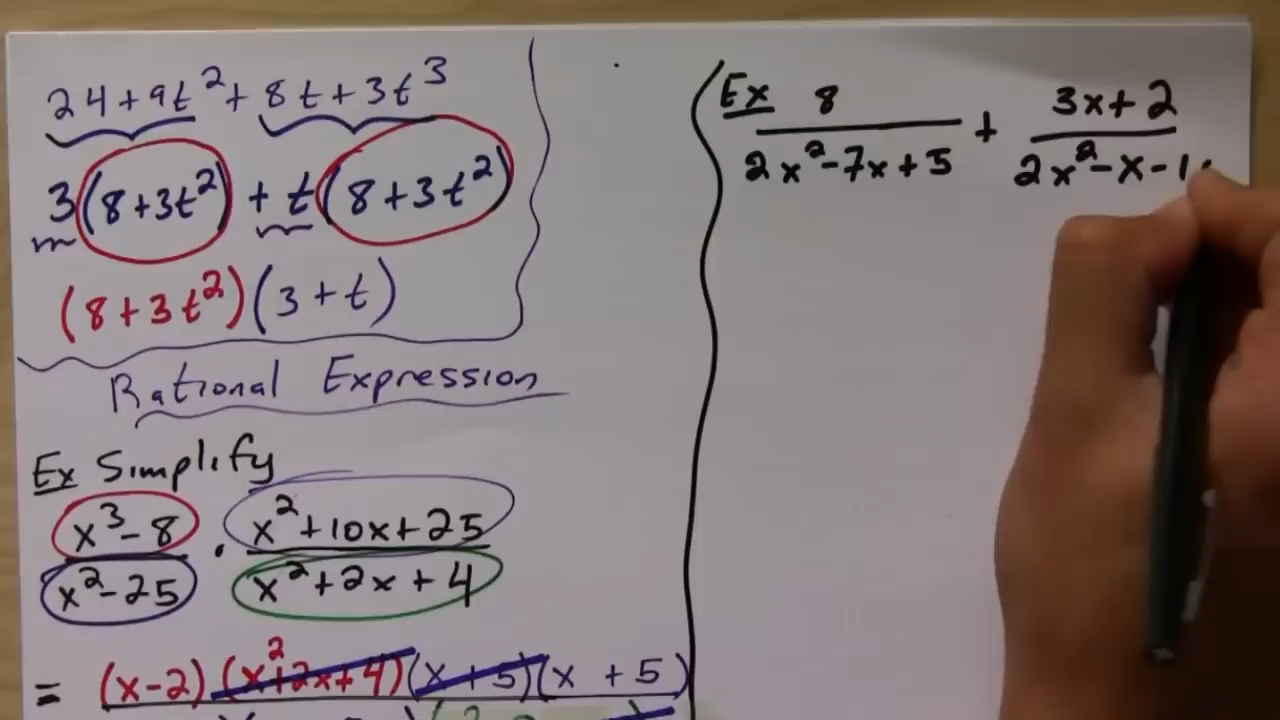 24+9t²+8t+3t³
3(8+3t²)+t(8+3t²)
(8+3t²)(3+t)
Rational Expression
Ex Simplify
x³-8 / x²-25 · x²+10x+25 / x²+2x+4
= (x-2)(x²+2x+4)(x+5)(x+5)
Ex 8 / 2x²-7x+5 + 3x+2 / 2x²-x-1